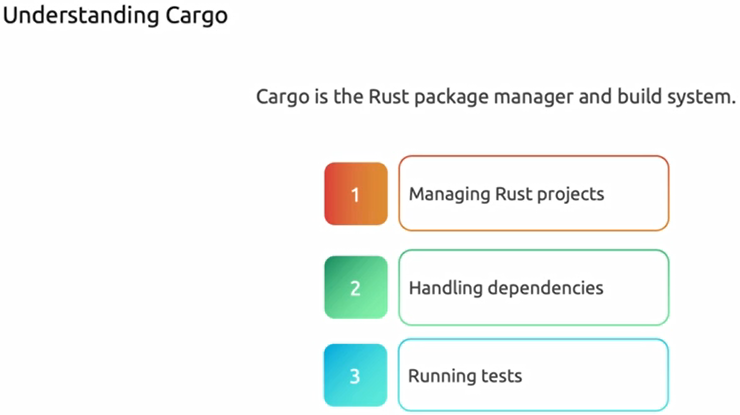 Understanding Cargo
Cargo is the Rust package manager and build system.
1
Managing Rust projects
2
Handling dependencies
3
Running tests